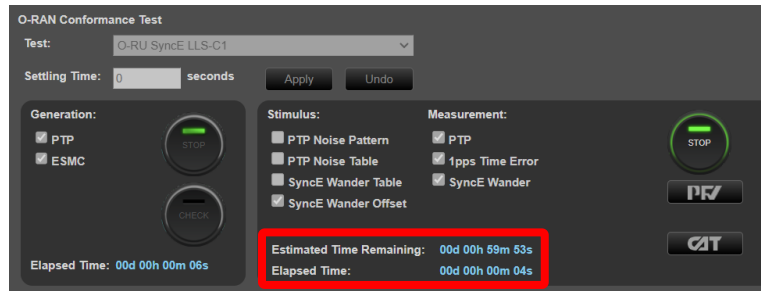 O-RAN Conformance Test
Test: O-RU SyncE LLS-C1
Settling Time: 0 seconds Apply Undo
Generation:
PTP
ESMC
STOP
CHECK
Elapsed Time: 00d 00h 00m 06s
Stimulus:
PTP Noise Pattern
PTP Noise Table
SyncE Wander Table
SyncE Wander Offset
Measurement:
PTP
1pps Time Error
SyncE Wander
Estimated Time Remaining: 00d 00h 59m 53s
Elapsed Time: 00d 00h 00m 04s
STOP
PFV
CAT